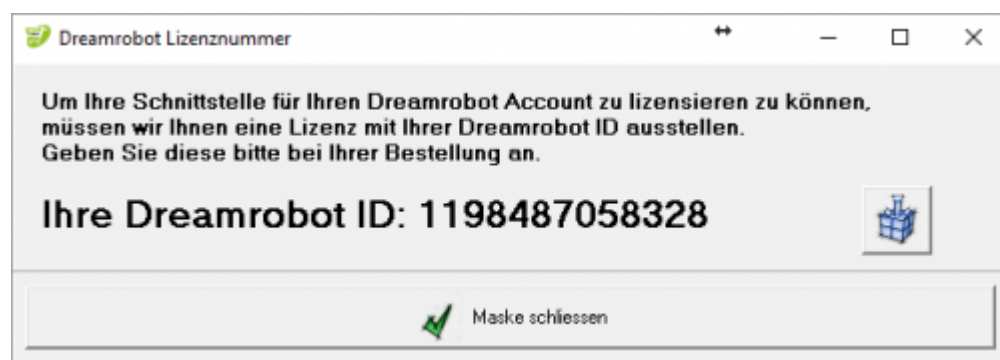 Dreamrobot Lizenznummer
Um Ihre Schnittstelle für Ihren Dreamrobot Account zu lizensieren zu können,
müssen wir Ihnen eine Lizenz mit Ihrer Dreamrobot ID ausstellen.
Geben Sie diese bitte bei Ihrer Bestellung an.
Ihre Dreamrobot ID: 1198487058328
Maske schliessen